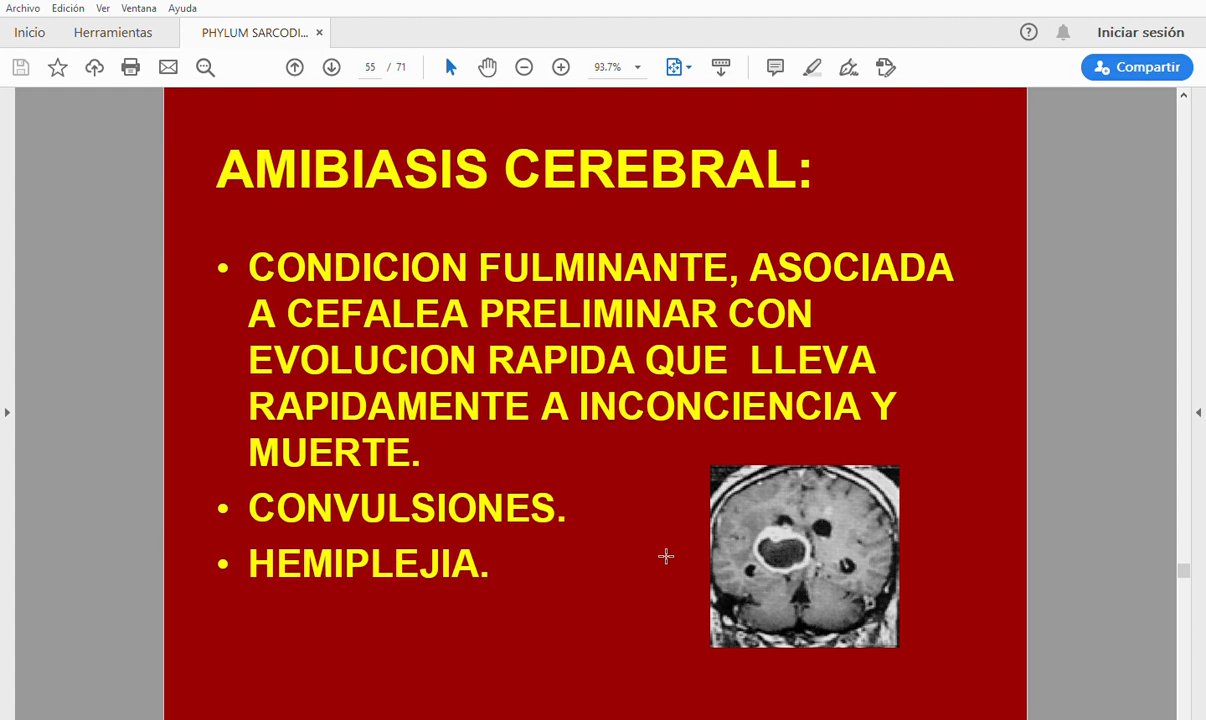 Archivo Edición Ver Ventana Ayuda
Inicio Herramientas PHYLUM SARCODI... × Iniciar sesión
55 / 71 93.7% Compartir
AMIBIASIS CEREBRAL:
• CONDICION FULMINANTE, ASOCIADA
A CEFALEA PRELIMINAR CON
EVOLUCION RAPIDA QUE LLEVA
RAPIDAMENTE A INCONCIENCIA Y
MUERTE.
• CONVULSIONES.
• HEMIPLEJIA.